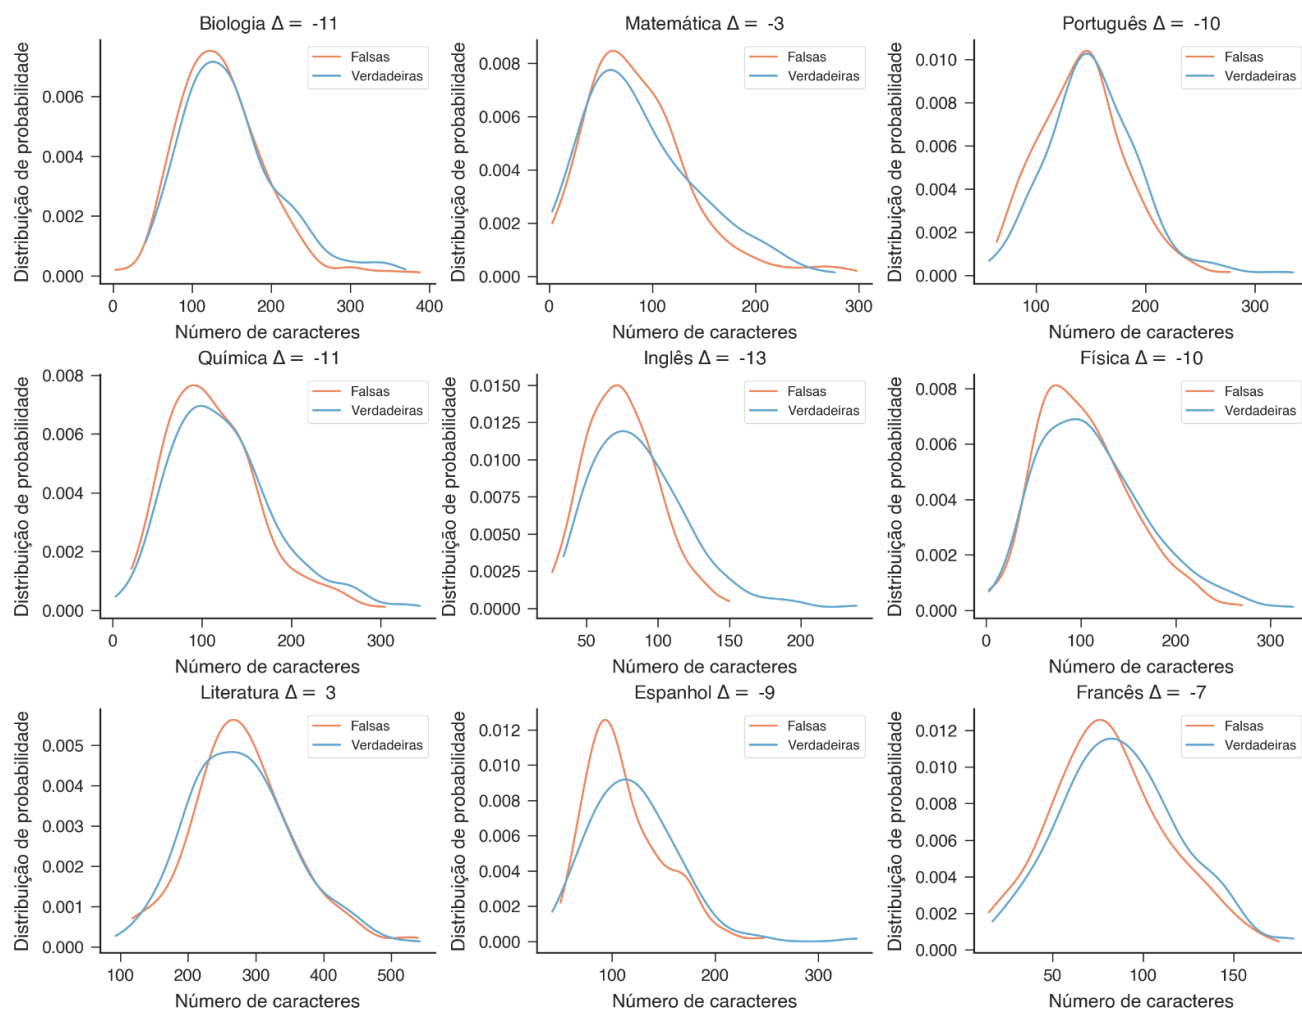 Biologia Δ = -11
Distribuição de probabilidade
0.006
0.004
0.002
0.000
Falsas
Verdadeiras
0 100 200 300 400
Número de caracteres
Matemática Δ = -3
Distribuição de probabilidade
0.008
0.006
0.004
0.002
0.000
Falsas
Verdadeiras
0 100 200 300
Número de caracteres
Português Δ = -10
Distribuição de probabilidade
0.010
0.008
0.006
0.004
0.002
0.000
Falsas
Verdadeiras
100 200 300
Número de caracteres
Química Δ = -11
Distribuição de probabilidade
0.008
0.006
0.004
0.002
0.000
Falsas
Verdadeiras
0 100 200 300
Número de caracteres
Inglês Δ = -13
Distribuição de probabilidade
0.0150
0.0125
0.0100
0.0075
0.0050
0.0025
0.0000
Falsas
Verdadeiras
50 100 150 200
Número de caracteres
Física Δ = -10
Distribuição de probabilidade
0.008
0.006
0.004
0.002
0.000
Falsas
Verdadeiras
0 100 200 300
Número de caracteres
Literatura Δ = 3
Distribuição de probabilidade
0.005
0.004
0.003
0.002
0.001
0.000
Falsas
Verdadeiras
100 200 300 400 500
Número de caracteres
Espanhol Δ = -9
Distribuição de probabilidade
0.012
0.010
0.008
0.006
0.004
0.002
0.000
Falsas
Verdadeiras
100 200 300
Número de caracteres
Francês Δ = -7
Distribuição de probabilidade
0.012
0.010
0.008
0.006
0.004
0.002
0.000
Falsas
Verdadeiras
50 100 150
Número de caracteres